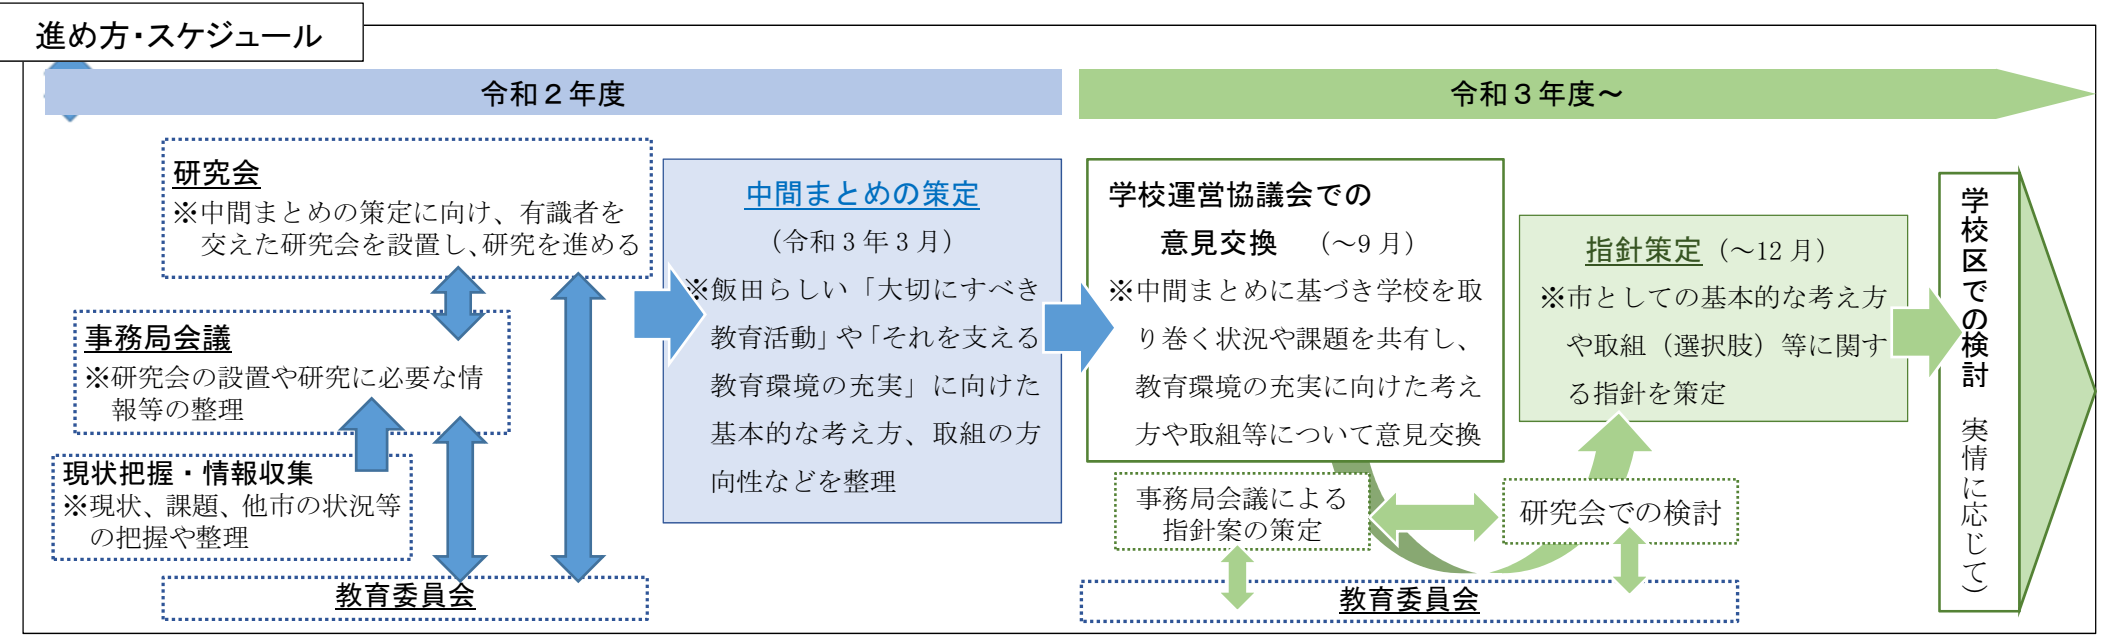 進め方・スケジュール
令和２年度
令和３年度～
研究会
※中間まとめの策定に向け、有識者を
交えた研究会を設置し、研究を進める
事務局会議
※研究会の設置や研究に必要な情
報等の整理
現状把握・情報収集
※現状、課題、他市の状況等
の把握や整理
教育委員会
中間まとめの策定
（令和３年３月）
※飯田らしい「大切にすべき
教育活動」や「それを支える
教育環境の充実」に向けた
基本的な考え方、取組の方
向性などを整理
学校運営協議会での
意見交換　（～9 月）
※中間まとめに基づき学校を取
り巻く状況や課題を共有し、
教育環境の充実に向けた考え
方や取組等について意見交換
事務局会議による
指針案の策定
研究会での検討
教育委員会
指針策定（～12 月）
※市としての基本的な考え方
や取組（選択肢）等に関す
る指針を策定
学校区での検討　実情に応じて）